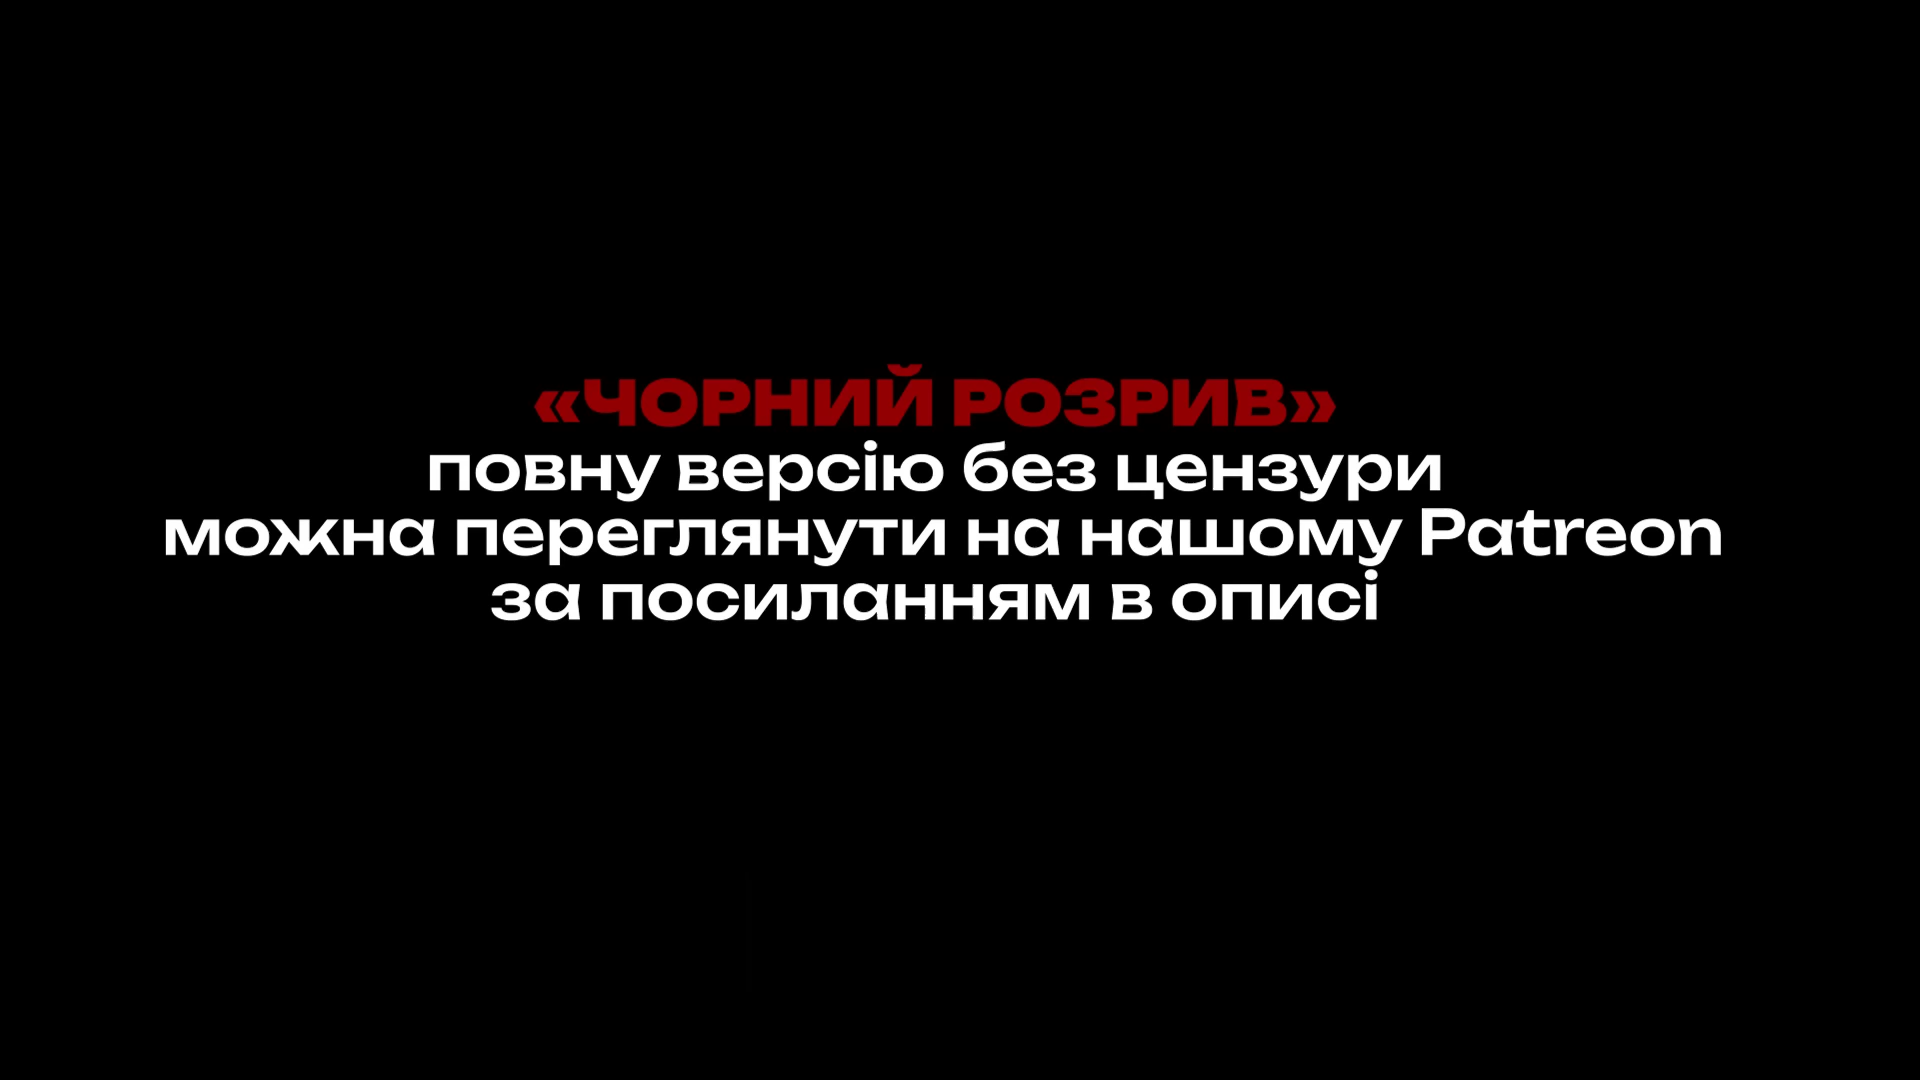 «ЧОРНИЙ РОЗРИВ»
повну версію без цензури
можна переглянути на нашому Patreon
за посиланням в описі